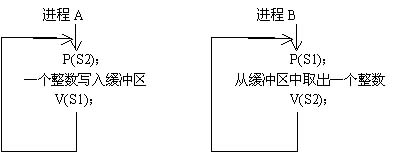 进程 A
P(S2);
一个整数写入缓冲区
V(S1);
进程 B
P(S1);
从缓冲区中取出一个整数
V(S2);